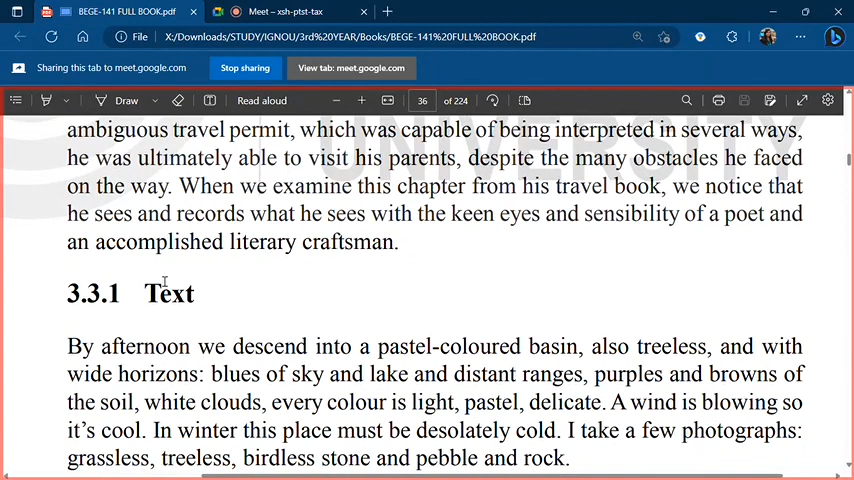 BEGE-141 FULL BOOK.pdf
Meet – xsh-ptst-tax
File
X:/Downloads/STUDY/IGNOU/3rd%20YEAR/Books/BEGE-141%20FULL%20BOOK.pdf
Sharing this tab to meet.google.com
Stop sharing
View tab: meet.google.com
Draw
Read aloud
36
of 224
UNIVERSITY
ambiguous travel permit, which was capable of being interpreted in several ways,
he was ultimately able to visit his parents, despite the many obstacles he faced
on the way. When we examine this chapter from his travel book, we notice that
he sees and records what he sees with the keen eyes and sensibility of a poet and
an accomplished literary craftsman.
3.3.1 Text
By afternoon we descend into a pastel-coloured basin, also treeless, and with
wide horizons: blues of sky and lake and distant ranges, purples and browns of
the soil, white clouds, every colour is light, pastel, delicate. A wind is blowing so
it's cool. In winter this place must be desolately cold. I take a few photographs:
grassless, treeless, birdless stone and pebble and rock.